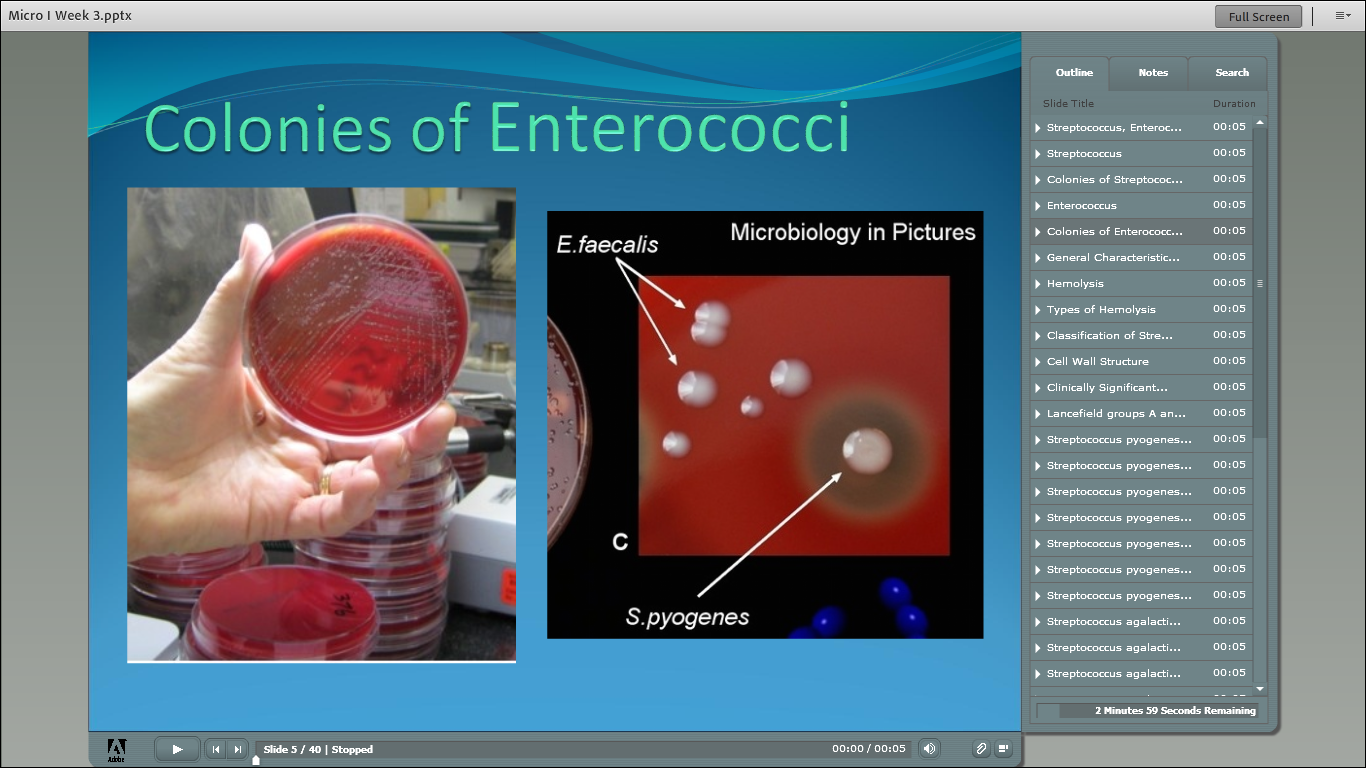 Micro I Week 3.pptx
Full Screen
Colonies of Enterococci
Microbiology in Pictures
E.faecalis
C
S.pyogenes
376
Outline Notes Search
Slide Title Duration
Streptococcus, Enteroc... 00:05
Streptococcus 00:05
Colonies of Streptococ... 00:05
Enterococcus 00:05
Colonies of Enterococc... 00:05
General Characteristic... 00:05
Hemolysis 00:05
Types of Hemolysis 00:05
Classification of Stre... 00:05
Cell Wall Structure 00:05
Clinically Significant... 00:05
Lancefield groups A an... 00:05
Streptococcus pyogenes... 00:05
Streptococcus pyogenes... 00:05
Streptococcus pyogenes... 00:05
Streptococcus pyogenes... 00:05
Streptococcus pyogenes... 00:05
Streptococcus pyogenes... 00:05
Streptococcus pyogenes... 00:05
Streptococcus agalacti... 00:05
Streptococcus agalacti... 00:05
Streptococcus agalacti... 00:05
2 Minutes 59 Seconds Remaining
Adobe
Slide 5 / 40 | Stopped
00:00 / 00:05